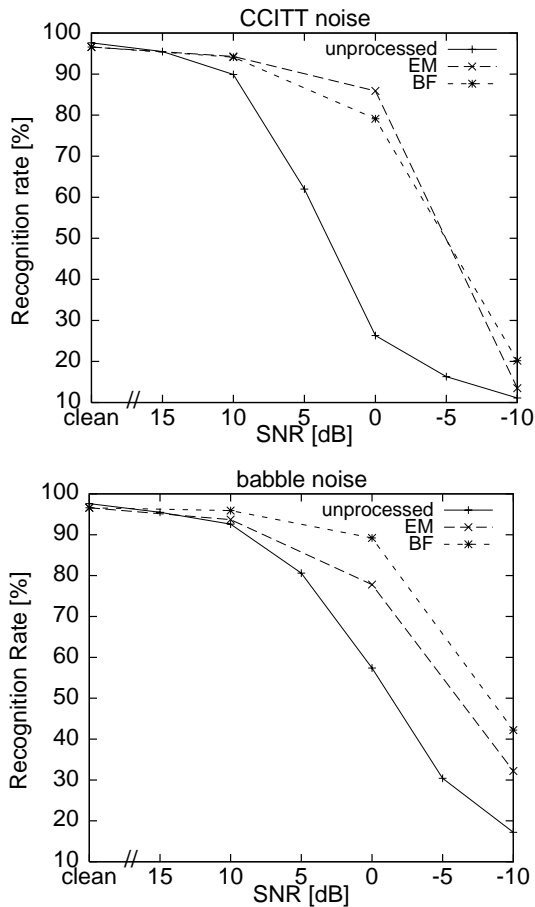 CCITT noise
100
90
80
70
60
50
40
30
20
10
Recognition rate [%]
unprocessed
EM
BF
clean // 15 10 5 0 -5 -10
SNR [dB]
babble noise
100
90
80
70
60
50
40
30
20
10
Recognition Rate [%]
unprocessed
EM
BF
clean // 15 10 5 0 -5 -10
SNR [dB]